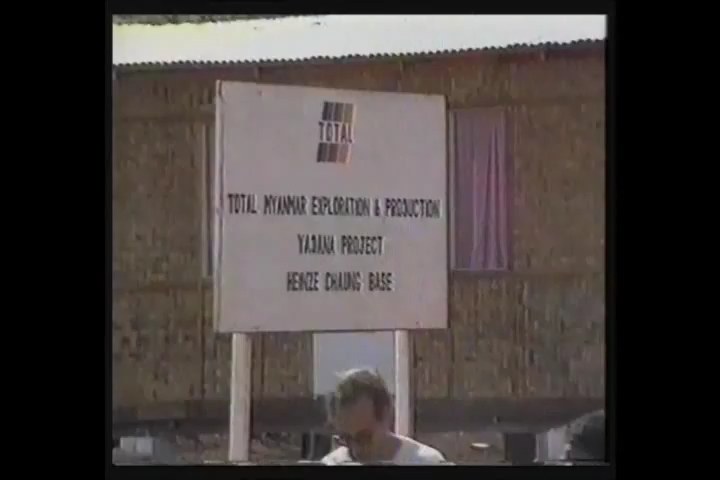 TOTAL
TOTAL MYANMAR EXPLORATION & PRODUCTION
YADANA PROJECT
HEINZE CHAUNG BASE